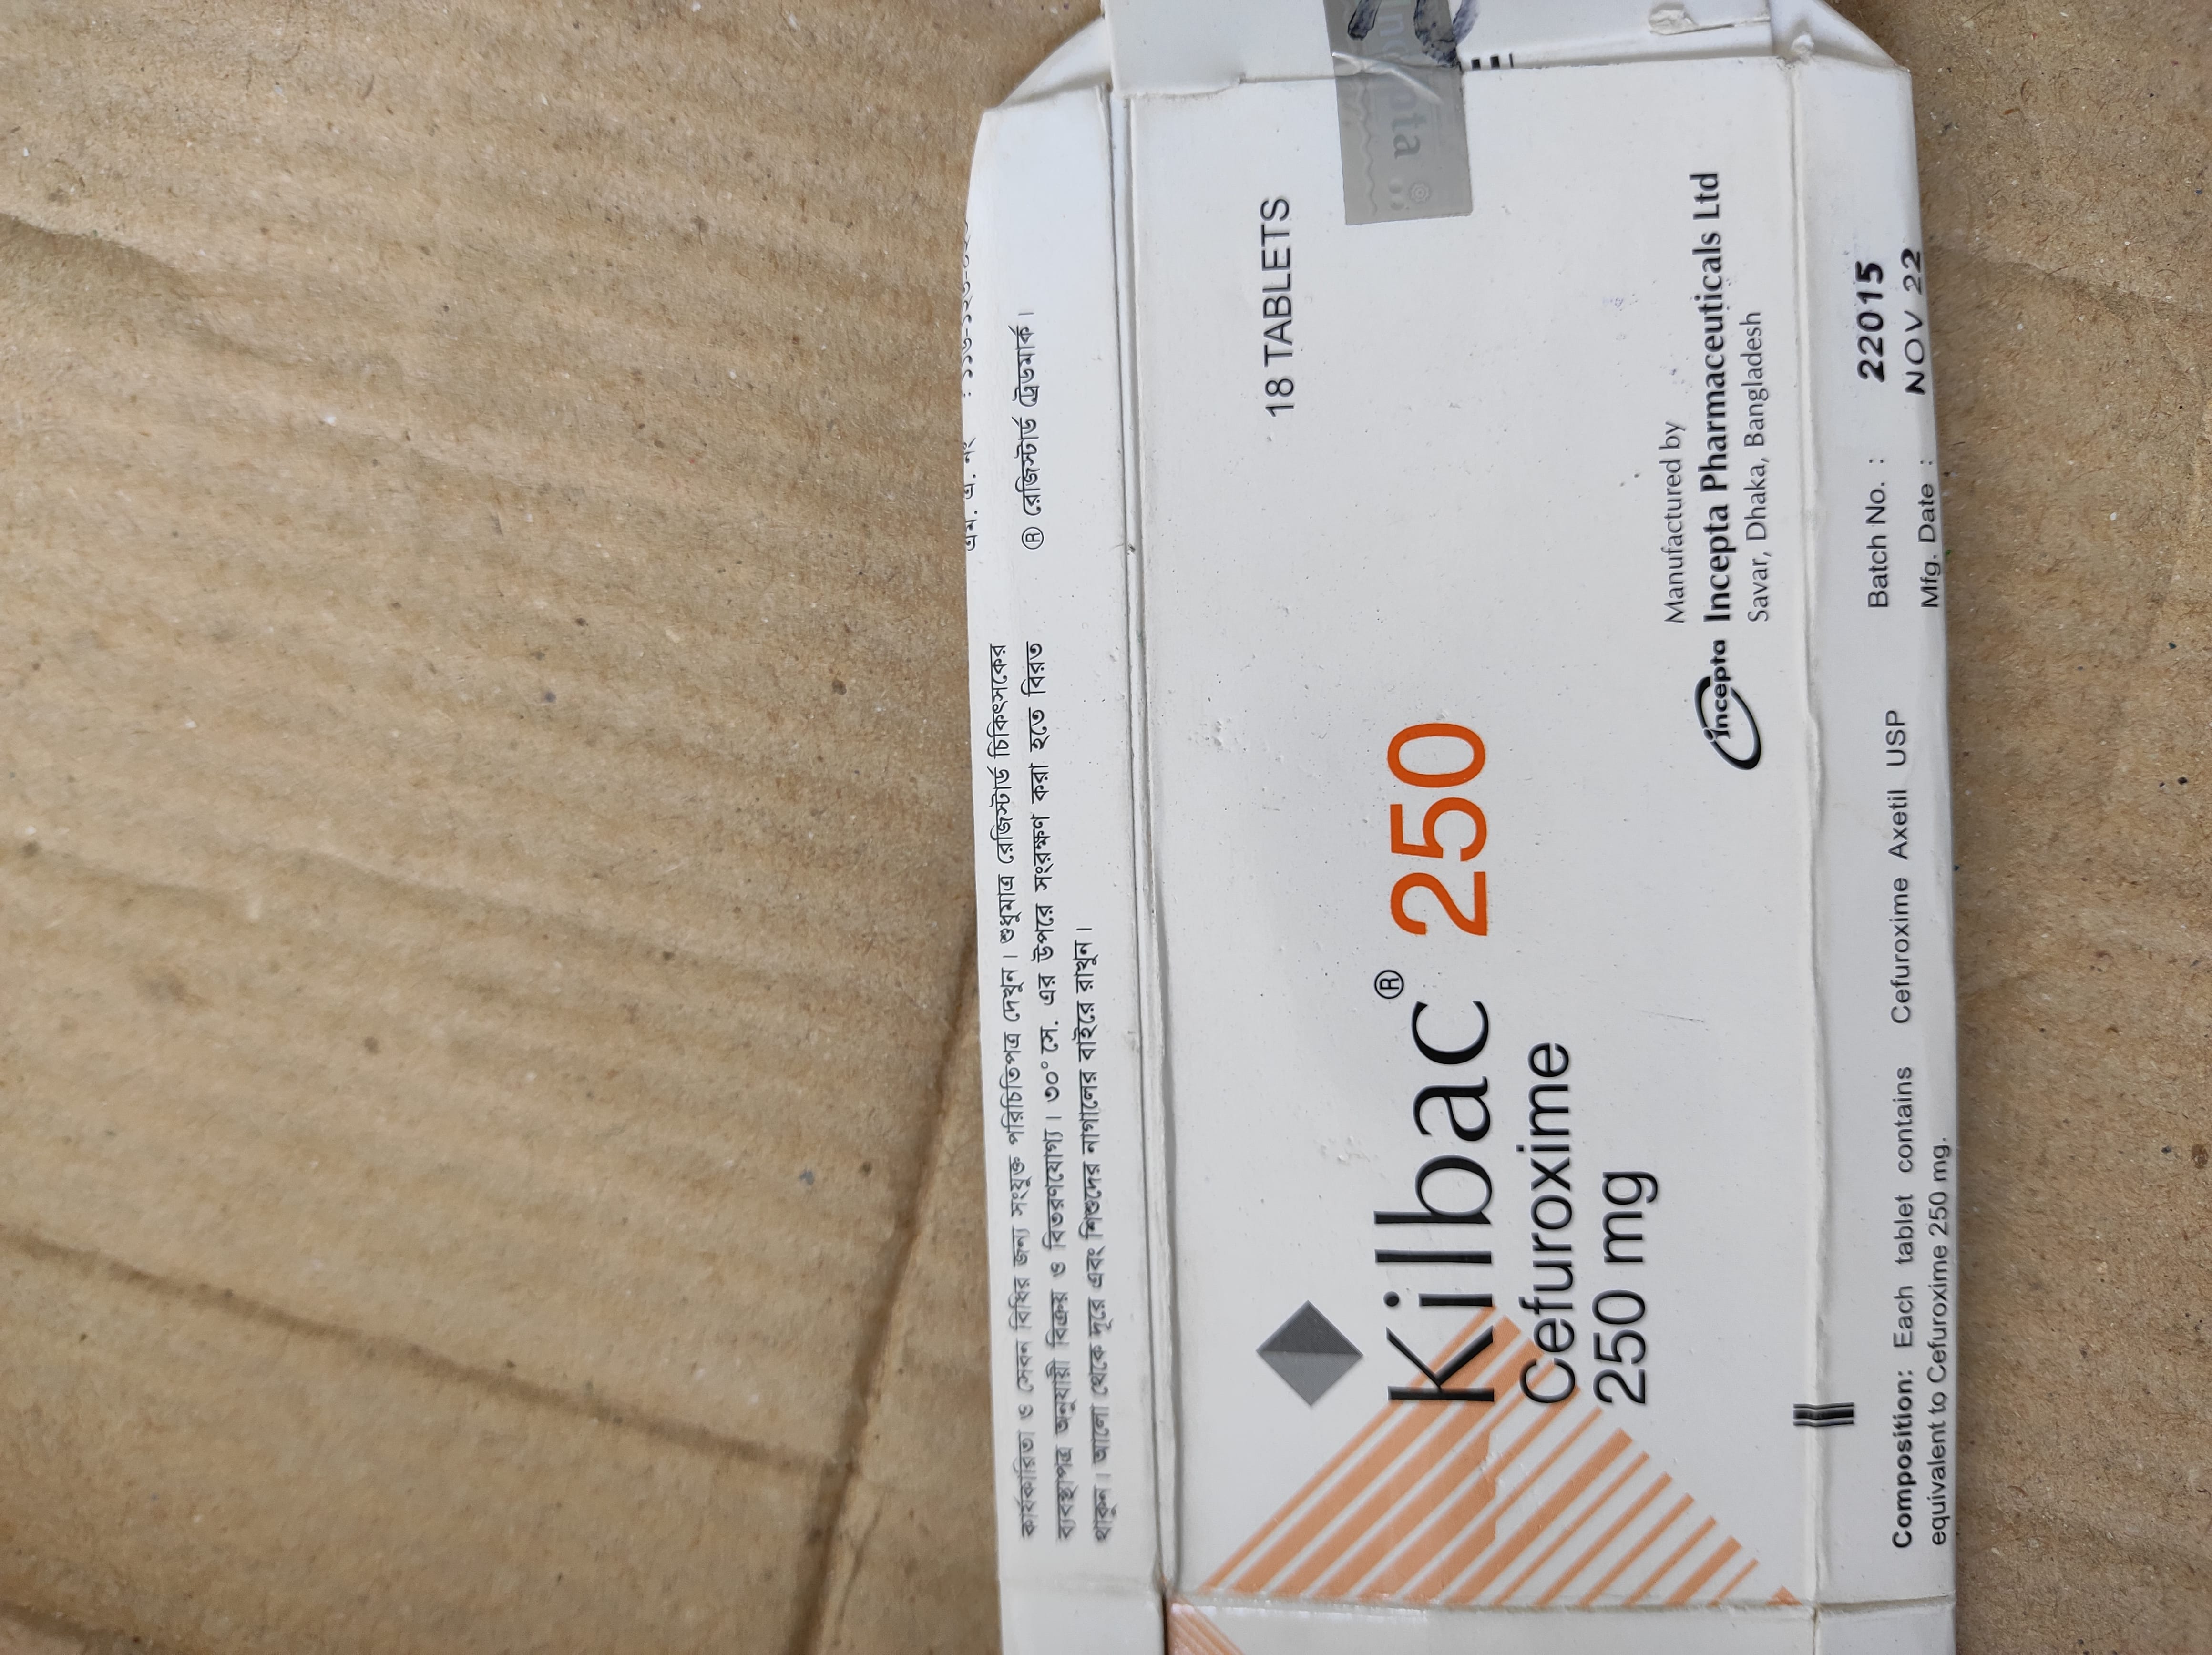 এম. এ. নং :
কার্যকারিতা ও সেবন বিধির জন্য সংযুক্ত পরিচিতিপত্র দেখুন। শুধুমাত্র রেজিস্টার্ড চিকিৎসকের
ব্যবস্থাপত্র অনুযায়ী বিক্রয় ও বিতরণযোগ্য। ৩০° সে. এর উপরে সংরক্ষণ করা হতে বিরত
থাকুন। আলো থেকে দূরে এবং শিশুদের নাগালের বাইরে রাখুন।
® রেজিস্টার্ড ট্রেডমার্ক।
18 TABLETS
Kilbac® 250
Cefuroxime
250 mg
Manufactured by
incepta Incepta Pharmaceuticals Ltd
Savar, Dhaka, Bangladesh
Composition: Each tablet contains Cefuroxime Axetil USP
equivalent to Cefuroxime 250 mg.
Batch No. : 22015
Mfg. Date : NOV 22